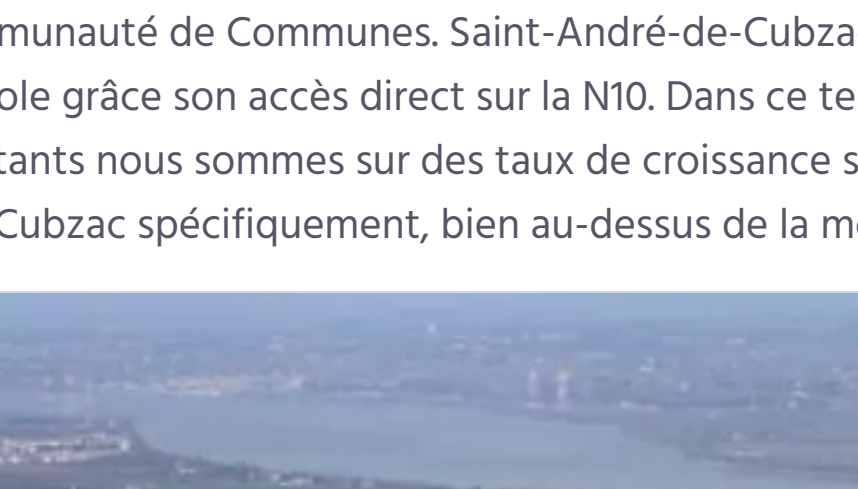 munauté de Communes. Saint-André-de-Cubza
ole grâce son accès direct sur la N10. Dans ce te
tants nous sommes sur des taux de croissance s
Cubzac spécifiquement, bien au-dessus de la m